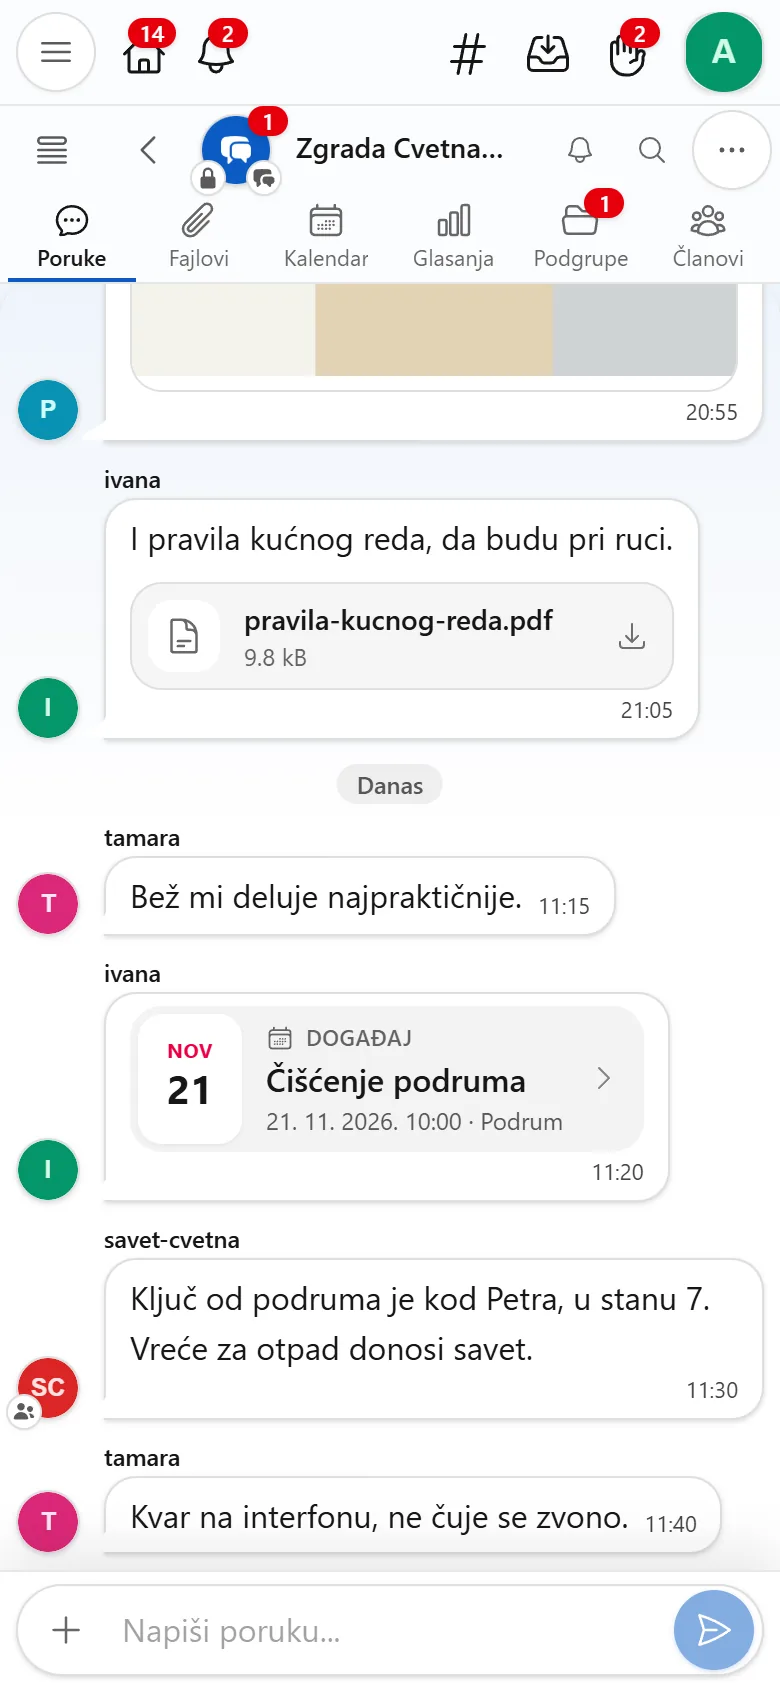 14
2
2
A
1
Zgrada Cvetna...
Poruke
Fajlovi
Kalendar
Glasanja
1
Podgrupe
Članovi
P
20:55
ivana
I pravila kućnog reda, da budu pri ruci.
pravila-kucnog-reda.pdf
9.8 kB
I
21:05
Danas
tamara
T
Bež mi deluje najpraktičnije. 11:15
ivana
NOV
21
DOGAĐAJ
Čišćenje podruma
21. 11. 2026. 10:00 · Podrum
I
11:20
savet-cvetna
Ključ od podruma je kod Petra, u stanu 7.
Vreće za otpad donosi savet.
SC
11:30
tamara
T
Kvar na interfonu, ne čuje se zvono. 11:40
Napiši poruku...